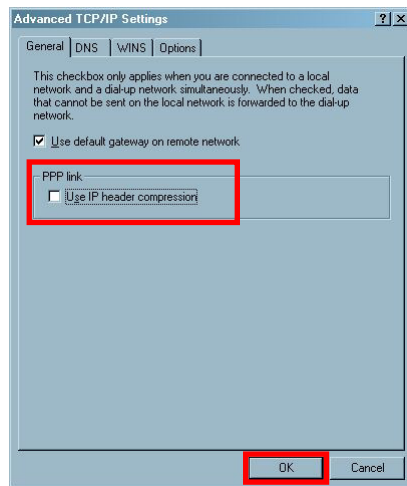 Advanced TCP/IP Settings
General DNS WINS Options
This checkbox only applies when you are connected to a local
network and a dial-up network simultaneously. When checked, data
that cannot be sent on the local network is forwarded to the dial-up
network.
Use default gateway on remote network
PPP link
Use IP header compression
OK Cancel